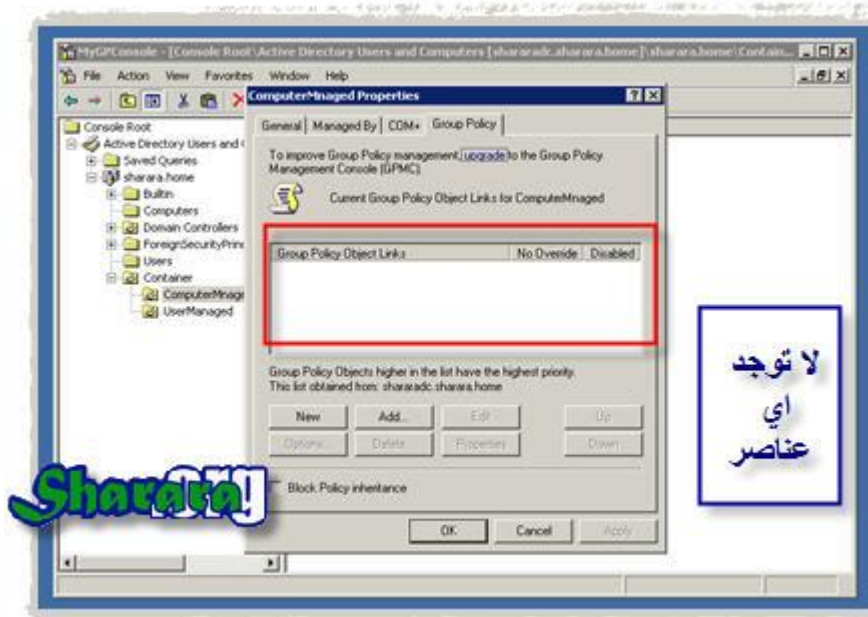 MyGPConsole - [Console Root\Active Directory Users and Computers [shararadc.sharara.home]\sharara.home\Contain...
File Action View Favorites Window Help
ComputerMnaged Properties
Console Root
Active Directory Users and
Saved Queries
sharara.home
Builtin
Computers
Domain Controllers
ForeignSecurityPrinc
Users
Container
ComputerMnage
UserManaged
General Managed By COM+ Group Policy
To improve Group Policy management, upgrade to the Group Policy
Management Console (GPMC)
Current Group Policy Object Links for ComputerMnaged
Group Policy Object Links No Override Disabled
Group Policy Objects higher in the list have the highest priority.
This list obtained from: shararadc.sharara.home
New Add... Edit Up
Options... Delete Properties Down
Block Policy inheritance
OK Cancel Apply
لا توجد
اي
عناصر
Sharara.org